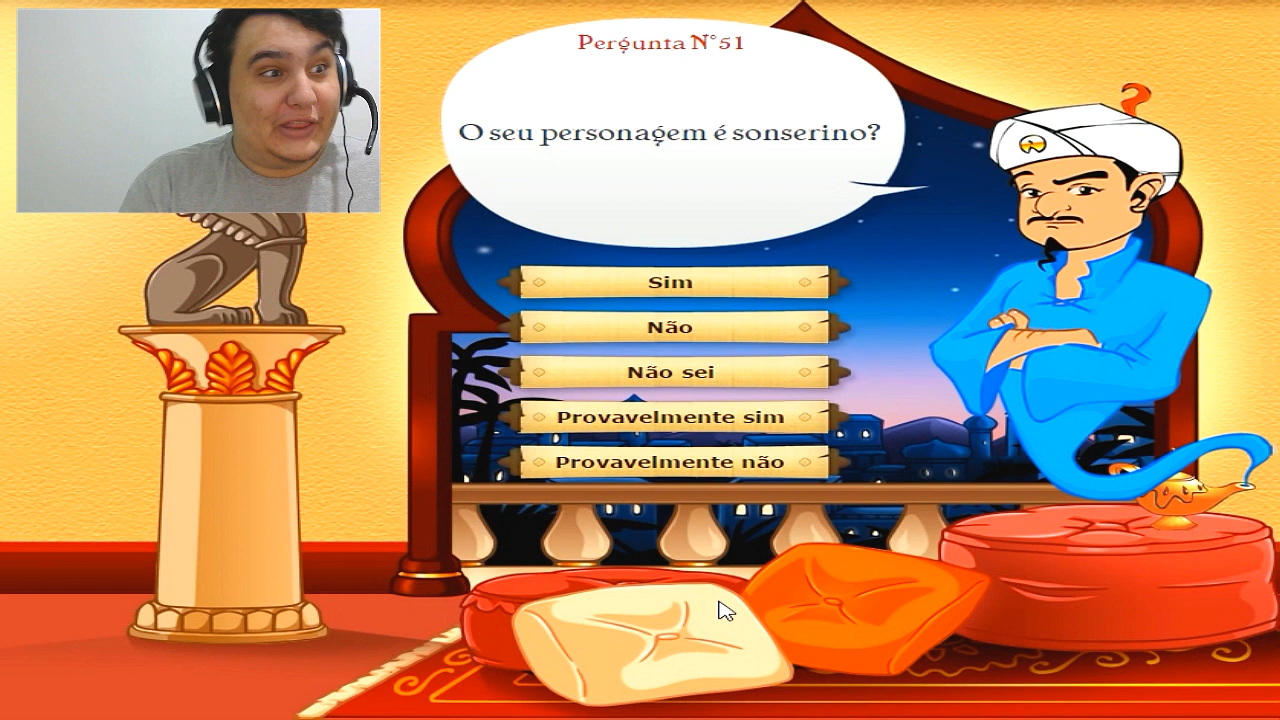 Pergunta N°51
O seu personagem é sonserino?
Sim
Não
Não sei
Provavelmente sim
Provavelmente não